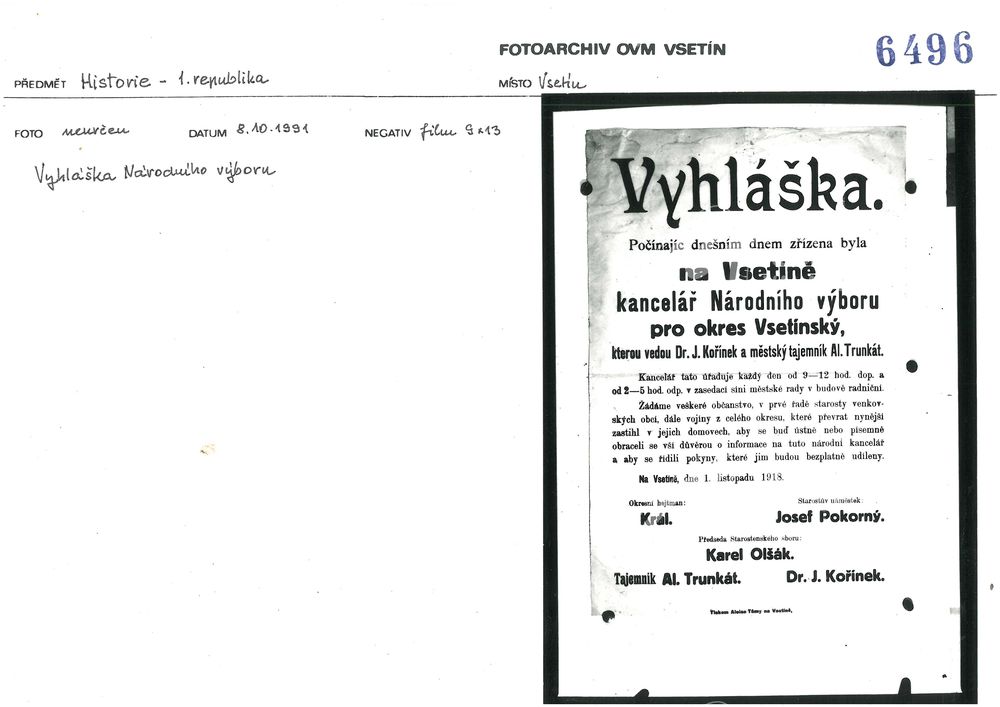 FOTOARCHIV OVM VSETÍN
6496
PŘEDMĚT Historie - 1. republika
MÍSTO Vsetín
FOTO neurčen DATUM 8.10.1991 NEGATIV film 9x13
Vyhláška Národního výboru
Vyhláška.
Počínajíc dnešním dnem zřízena byla
na Vsetíně
kancelář Národního výboru
pro okres Vsetínský,
kterou vedou Dr. J. Kořínek a městský tajemník Al. Trunkát.
Kancelář tato úřaduje každý den od 9—12 hod. dop. a
od 2—5 hod. odp. v zasedací síni městské rady v budově radniční.
Žádáme veškeré občanstvo, v prvé řadě starosty venkov-
ských obcí, dále vojíny z celého okresu, které převrat nynější
zastihl v jejich domovech, aby se buď ústně nebo písemně
obraceli se vší důvěrou o informace na tuto národní kancelář
a aby se řídili pokyny, které jim budou bezplatně udíleny.
Na Vsetíně, dne 1. listopadu 1918.
Okresní hejtman:
Král.
Starostův náměstek:
Josef Pokorný.
Předseda Starostenského sboru:
Karel Olšák.
Tajemník Al. Trunkát.
Dr. J. Kořínek.
Tiskem Aloise Tůmy na Vsetíně.